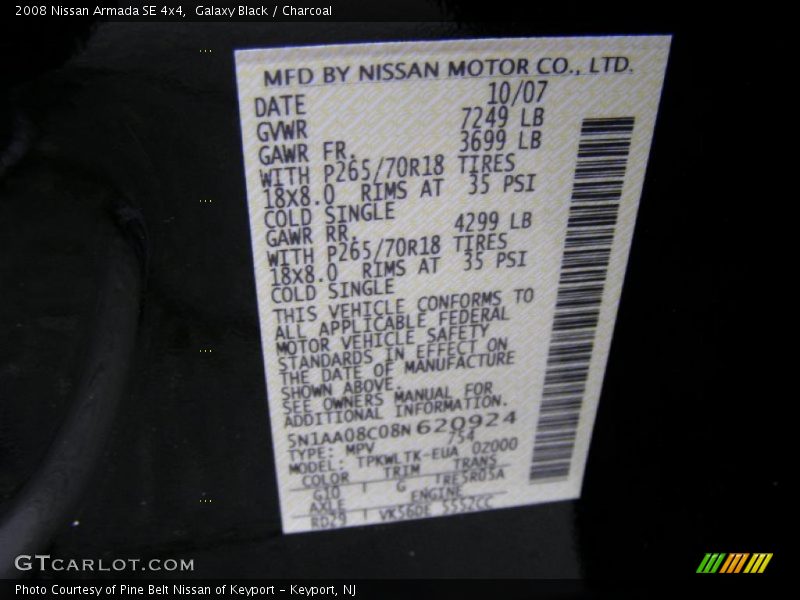 2008 Nissan Armada SE 4x4,  Galaxy Black / Charcoal
MFD BY NISSAN MOTOR CO., LTD.
DATE 10/07
GVWR 7249 LB
GAWR FR. 3699 LB
WITH P265/70R18 TIRES
18x8.0 RIMS AT 35 PSI
COLD SINGLE
GAWR RR. 4299 LB
WITH P265/70R18 TIRES
18x8.0 RIMS AT 35 PSI
COLD SINGLE
THIS VEHICLE CONFORMS TO
ALL APPLICABLE FEDERAL
MOTOR VEHICLE SAFETY
STANDARDS IN EFFECT ON
THE DATE OF MANUFACTURE
SHOWN ABOVE.
SEE OWNERS MANUAL FOR
ADDITIONAL INFORMATION.
5N1AA08C08N620924
TYPE: MPV 754
MODEL: TPKWLTK-EUA 02000
COLOR TRIM TRANS
G10 G TRE5R05A
AXLE ENGINE
RD29 VK56DE 5552CC
GTCARLOT.COM
Photo Courtesy of Pine Belt Nissan of Keyport – Keyport, NJ